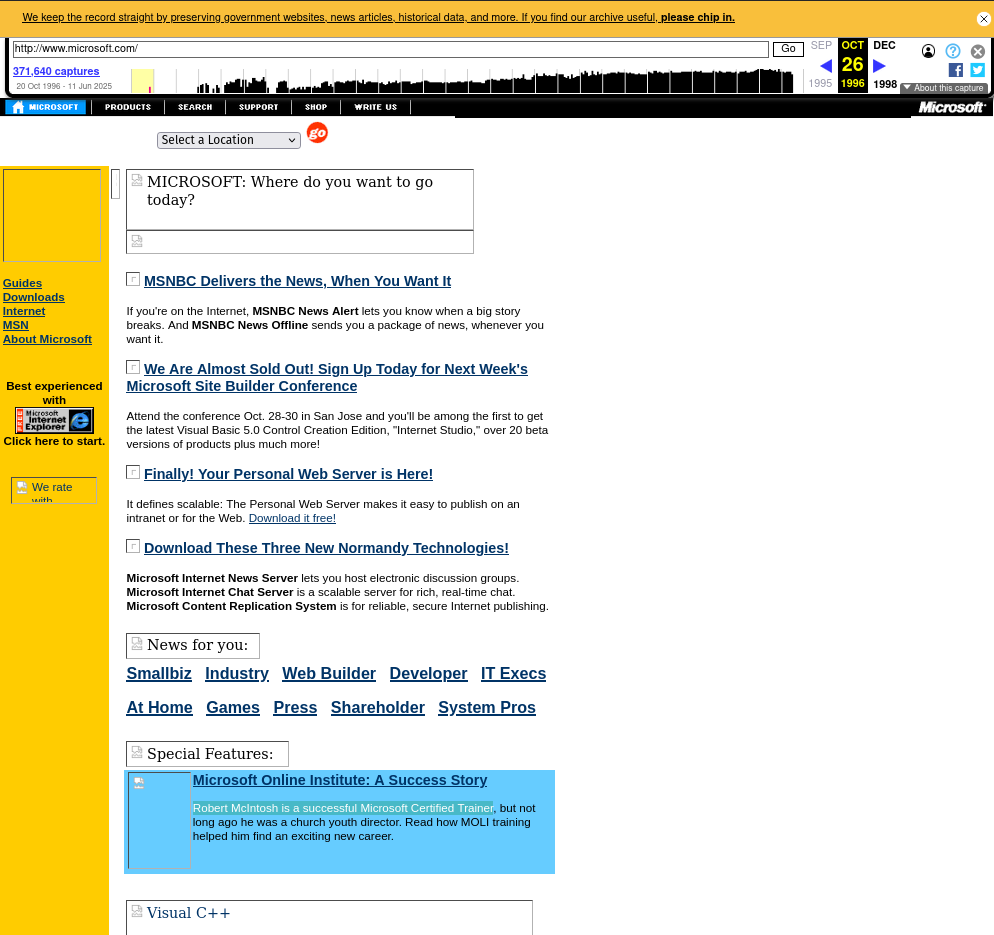 We keep the record straight by preserving government websites, news articles, historical data, and more. If you find our archive useful, please chip in.
http://www.microsoft.com/
Go
SEP OCT DEC
26
1995 1996 1998
371,640 captures
20 Oct 1996 - 11 Jun 2025
About this capture
MICROSOFT PRODUCTS SEARCH SUPPORT SHOP WRITE US
Microsoft
Select a Location
go
MICROSOFT: Where do you want to go
today?
Guides
Downloads
Internet
MSN
About Microsoft
Best experienced
with
FREE Microsoft Internet Explorer
Click here to start.
We rate
with
MSNBC Delivers the News, When You Want It
If you're on the Internet, MSNBC News Alert lets you know when a big story
breaks. And MSNBC News Offline sends you a package of news, whenever you
want it.
We Are Almost Sold Out! Sign Up Today for Next Week's
Microsoft Site Builder Conference
Attend the conference Oct. 28-30 in San Jose and you'll be among the first to get
the latest Visual Basic 5.0 Control Creation Edition, "Internet Studio," over 20 beta
versions of products plus much more!
Finally! Your Personal Web Server is Here!
It defines scalable: The Personal Web Server makes it easy to publish on an
intranet or for the Web. Download it free!
Download These Three New Normandy Technologies!
Microsoft Internet News Server lets you host electronic discussion groups.
Microsoft Internet Chat Server is a scalable server for rich, real-time chat.
Microsoft Content Replication System is for reliable, secure Internet publishing.
News for you:
Smallbiz Industry Web Builder Developer IT Execs
At Home Games Press Shareholder System Pros
Special Features:
Microsoft Online Institute: A Success Story
Robert McIntosh is a successful Microsoft Certified Trainer, but not
long ago he was a church youth director. Read how MOLI training
helped him find an exciting new career.
Visual C++